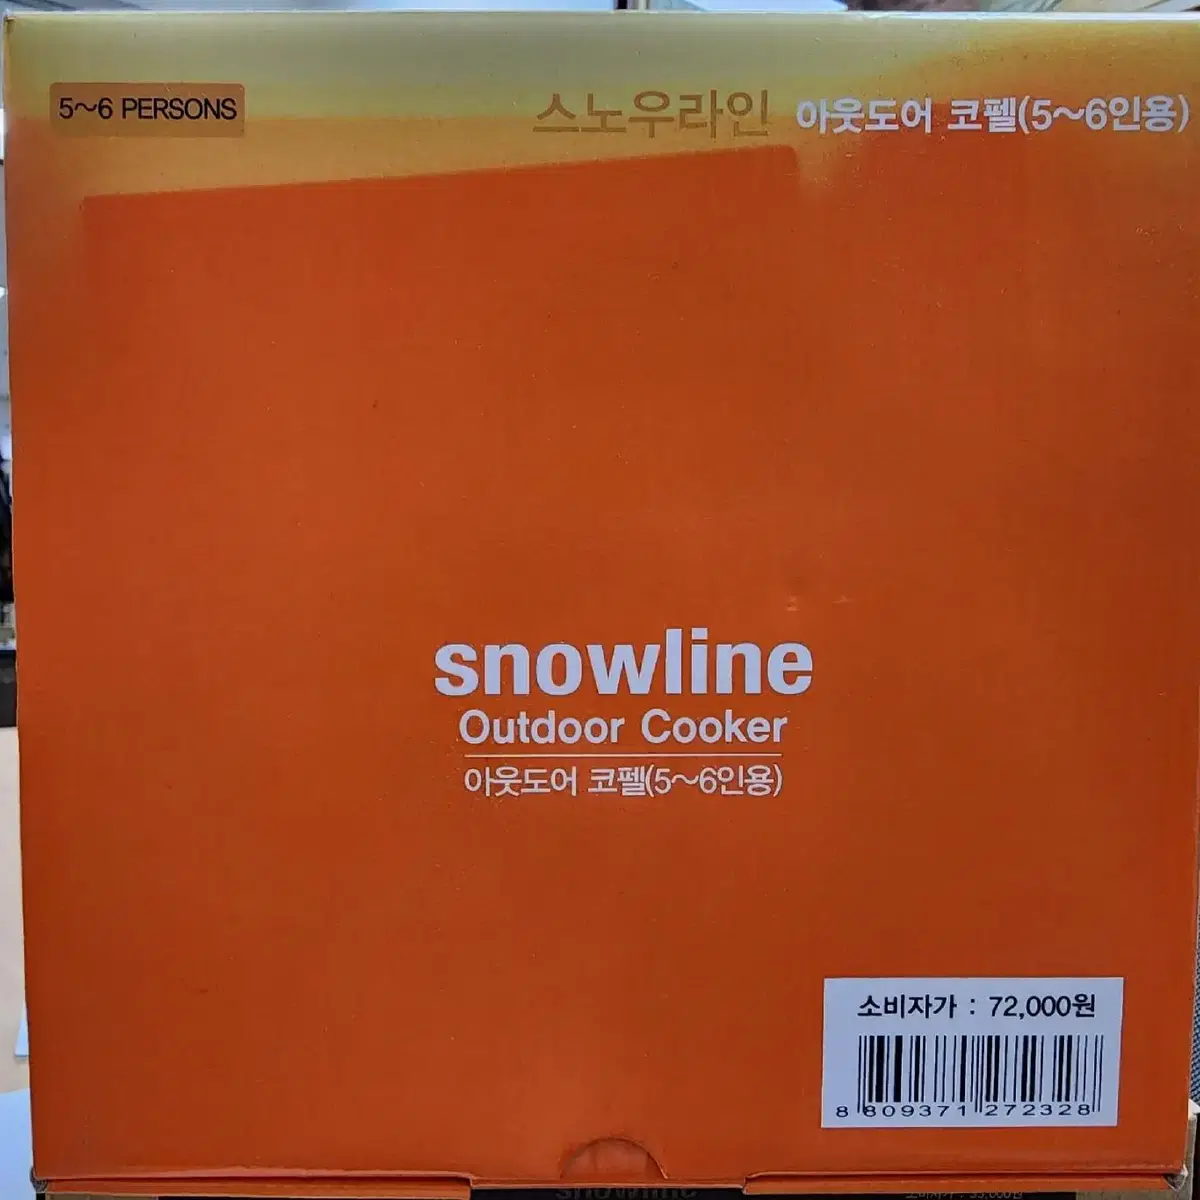 5~6 PERSONS
스노우라인 아웃도어 코펠(5~6인용)
snowline
Outdoor Cooker
아웃도어 코펠(5~6인용)
소비자가 : 72,000원
8 809371 272328
snowline